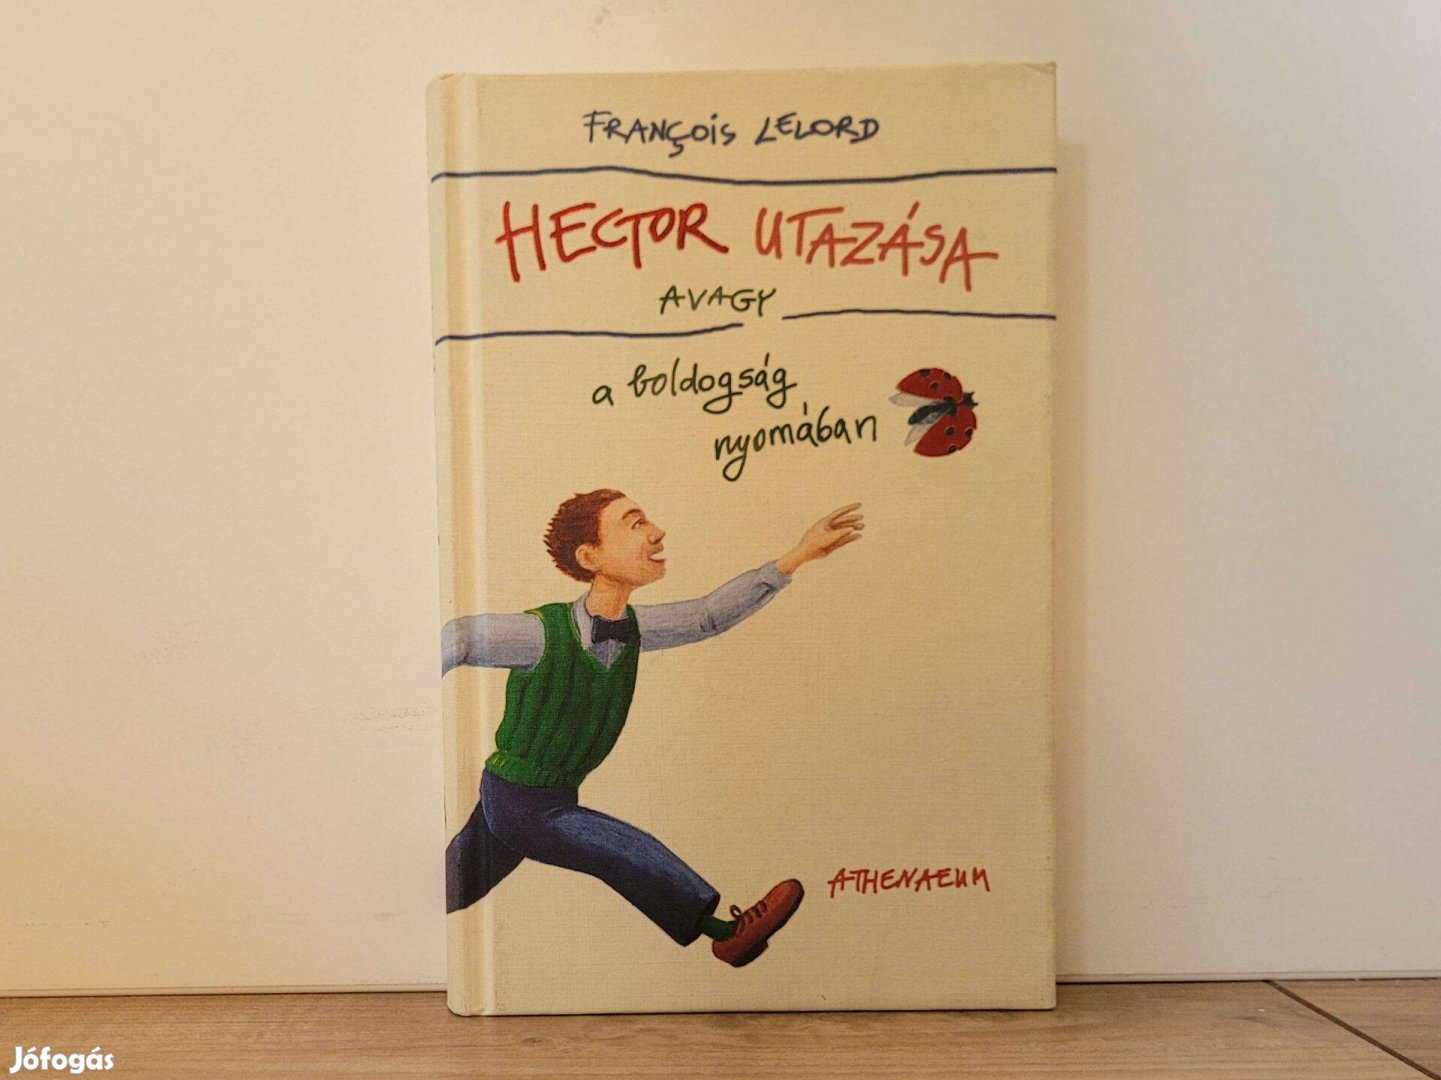 FRANÇOIS LELORD
HECTOR UTAZÁSA
AVAGY
a boldogság
nyomában
ATHENAEUM
Jófogás